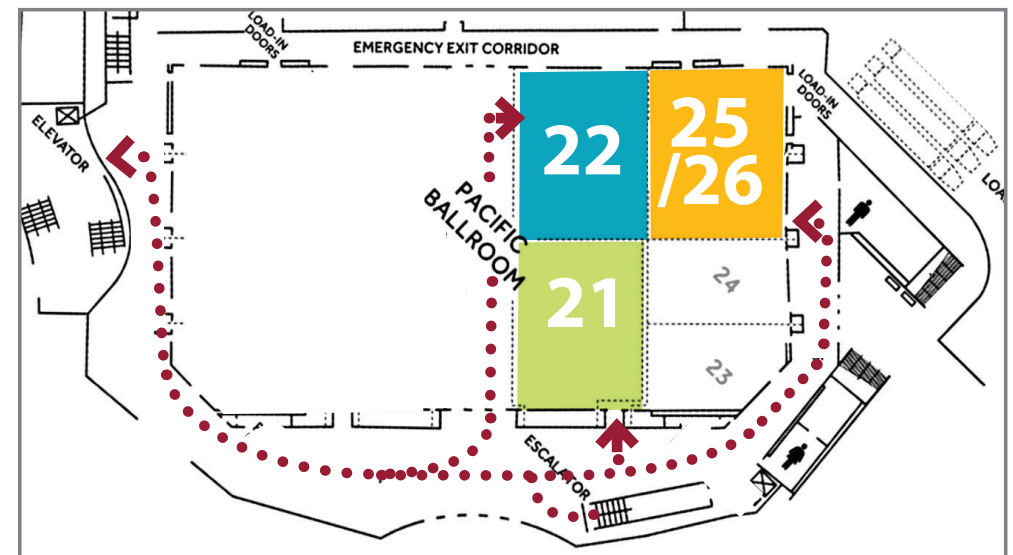 LOAD-IN
DOORS
EMERGENCY EXIT CORRIDOR
LOAD-IN
DOORS
ELEVATOR
22
25
/26
PACIFIC
BALLROOM
21
24
23
ESCALATOR